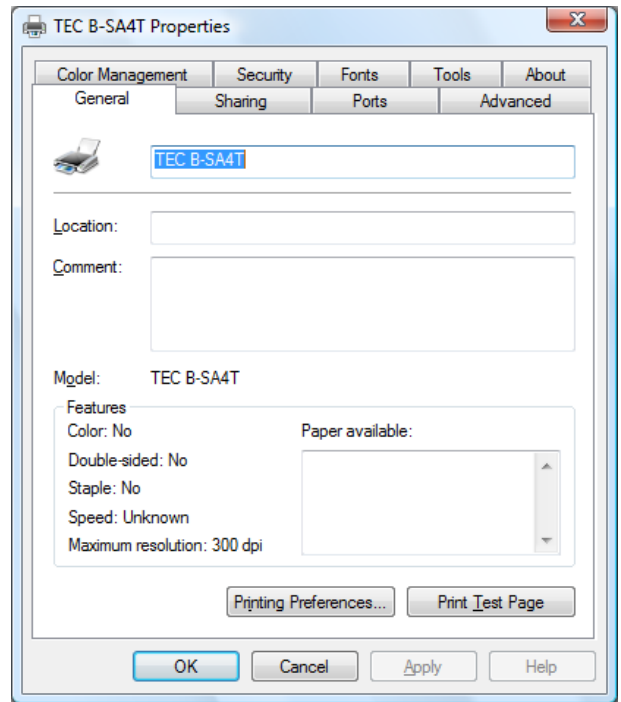 TEC B-SA4T Properties
Color Management Security Fonts Tools About
General Sharing Ports Advanced
TEC B-SA4T
Location:
Comment:
Model: TEC B-SA4T
Features
Color: No Paper available:
Double-sided: No
Staple: No
Speed: Unknown
Maximum resolution: 300 dpi
Printing Preferences... Print Test Page
OK Cancel Apply Help